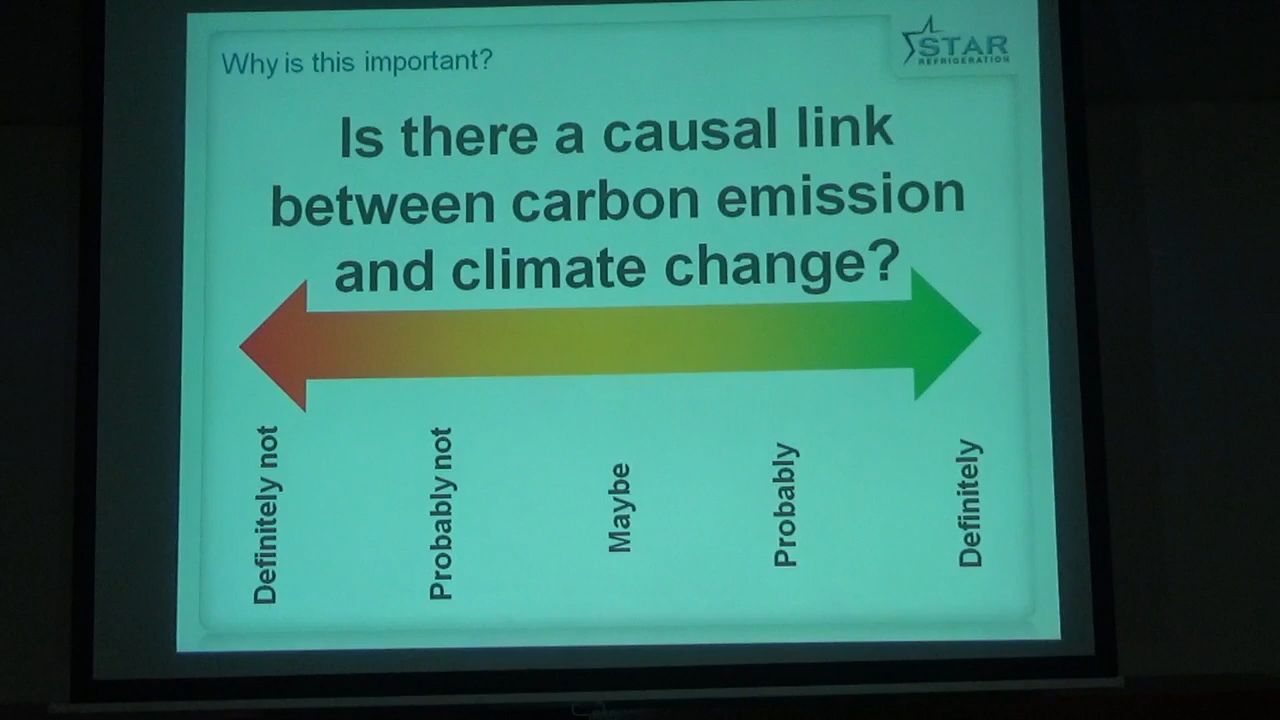 Why is this important?
STAR
REFRIGERATION
Is there a causal link
between carbon emission
and climate change?
Definitely not
Probably not
Maybe
Probably
Definitely